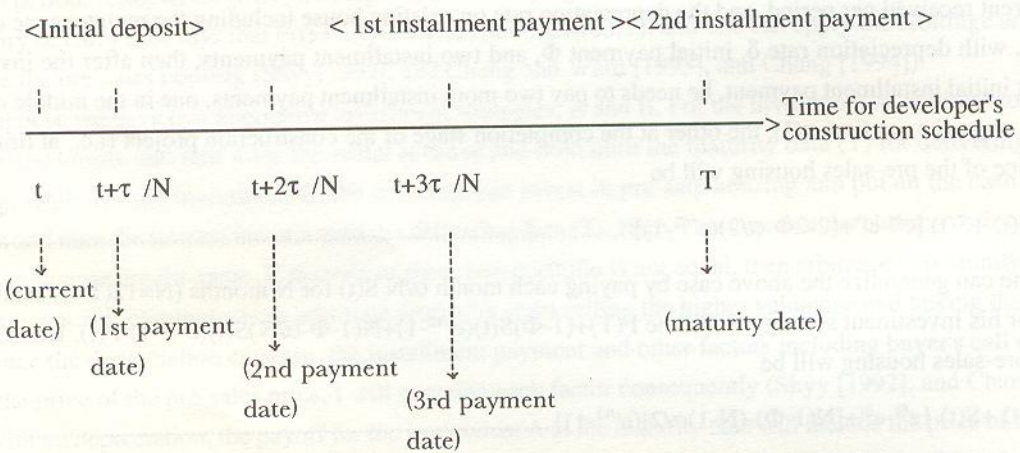 <Initial deposit> < 1st installment payment >< 2nd installment payment >
>Time for developer's
construction schedule
t t+τ /N t+2τ /N t+3τ /N T
(current
date) (1st payment
date)
(2nd payment
date)
(3rd payment
date)
(maturity date)